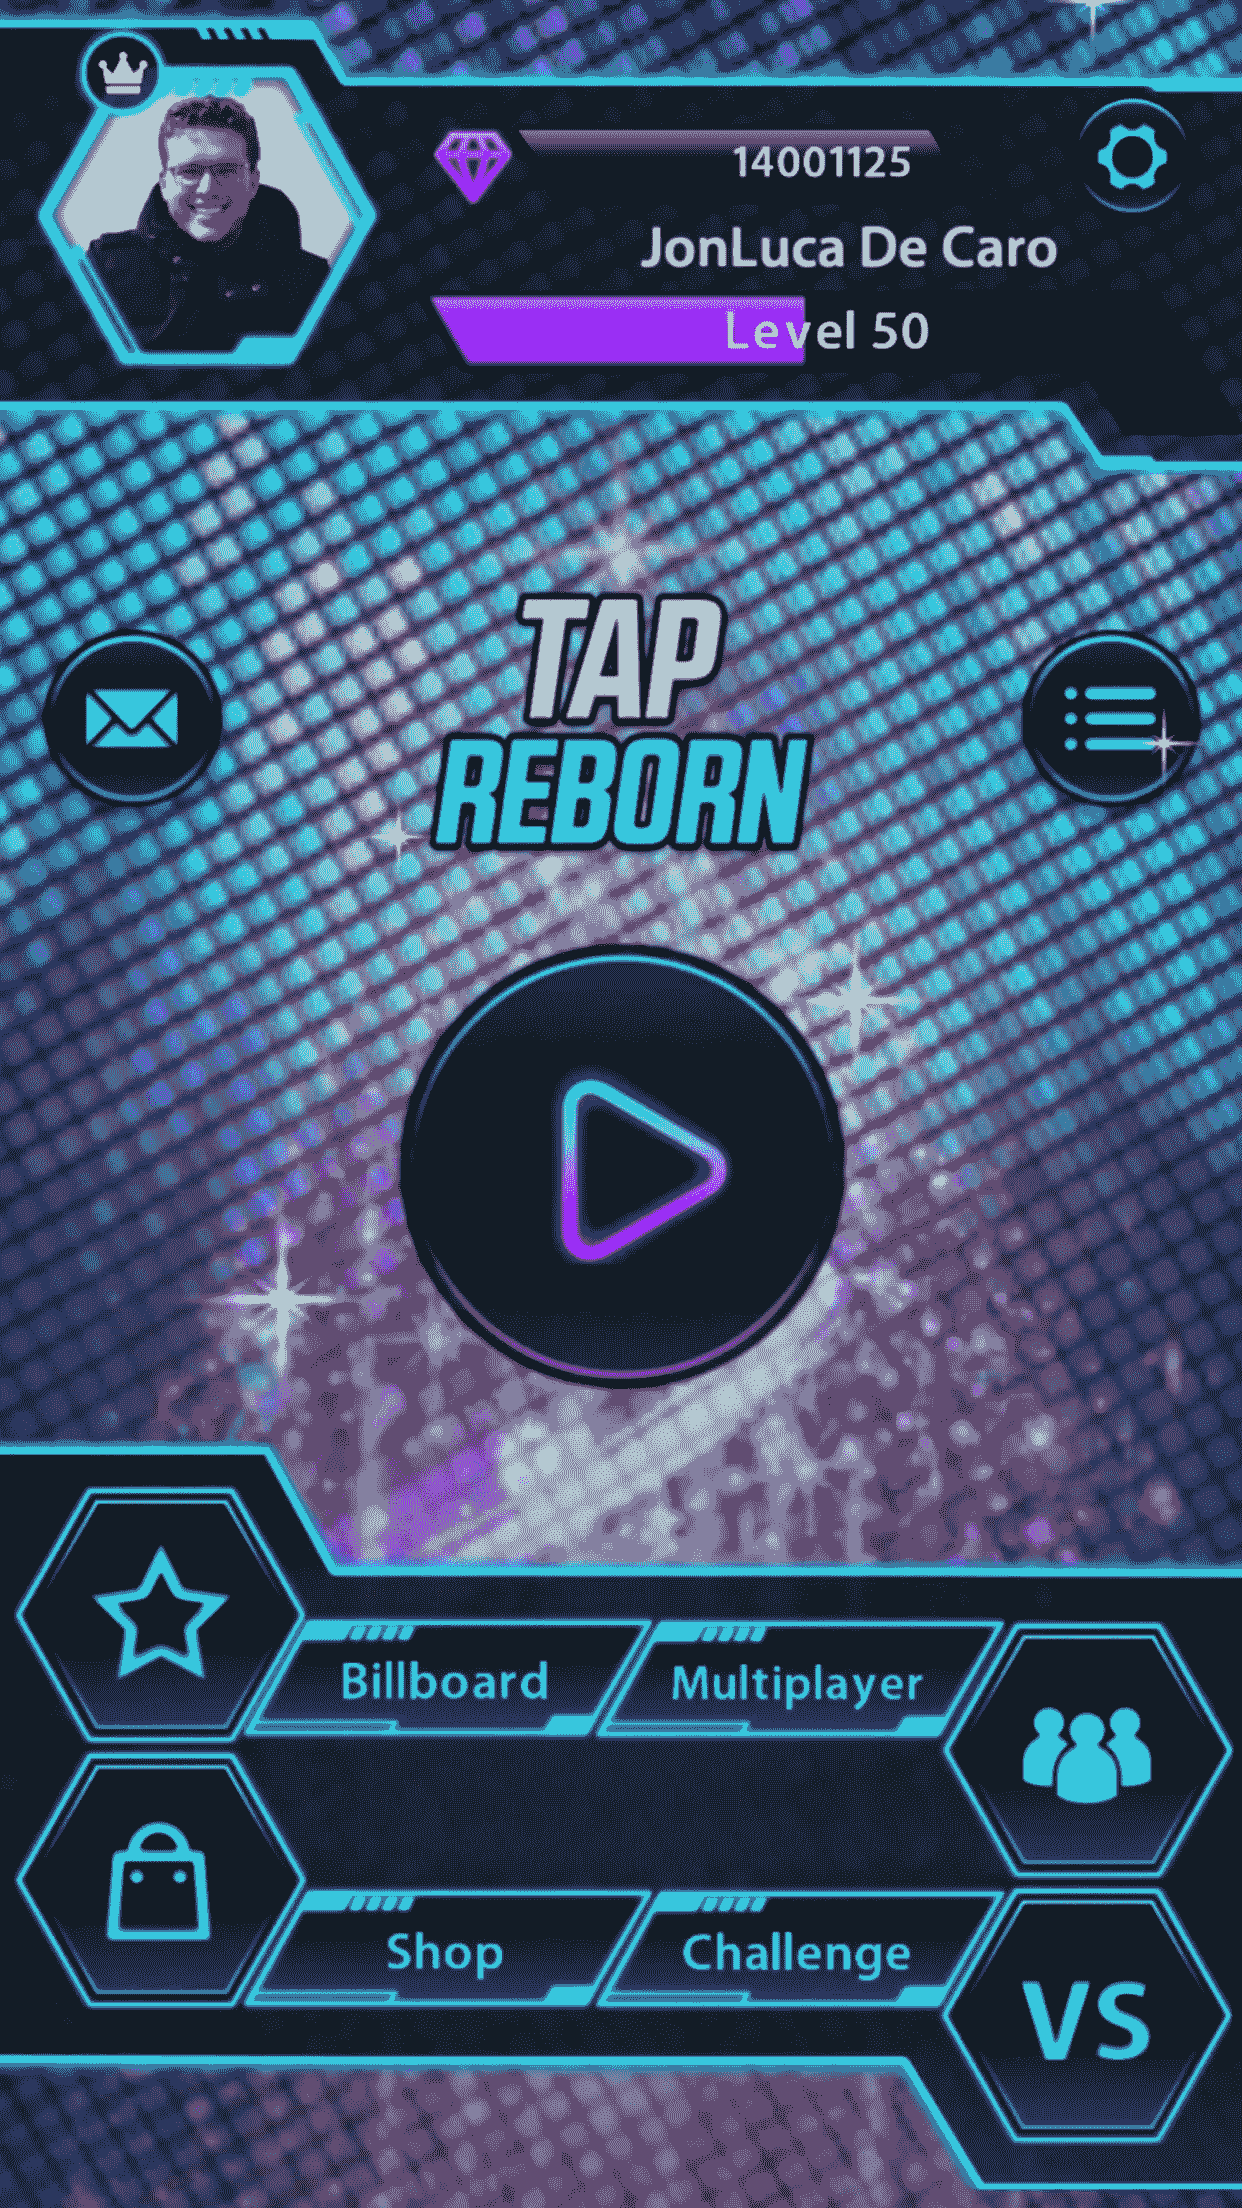 14001125
JonLuca De Caro
Level 50
TAP
REBORN
Billboard
Multiplayer
Shop
Challenge
VS